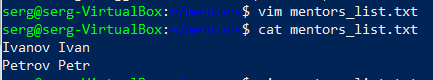 serg@serg-VirtualBox:~/mentors$ vim mentors_list.txt
serg@serg-VirtualBox:~/mentors$ cat mentors_list.txt
Ivanov Ivan
Petrov Petr